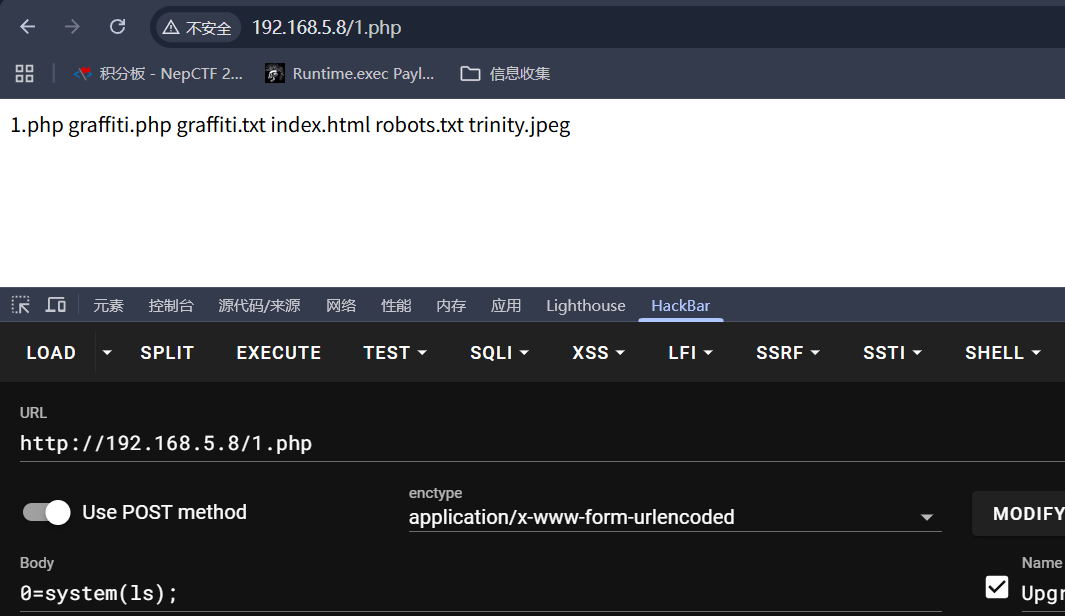 不安全 192.168.5.8/1.php
积分板 - NepCTF 2... Runtime.exec Payl... 信息收集
1.php graffiti.php graffiti.txt index.html robots.txt trinity.jpeg
元素 控制台 源代码/来源 网络 性能 内存 应用 Lighthouse HackBar
LOAD SPLIT EXECUTE TEST SQLI XSS LFI SSRF SSTI SHELL
URL
http://192.168.5.8/1.php
Use POST method
enctype
application/x-www-form-urlencoded
MODIFY
Body
0=system(ls);
Name
Upgr